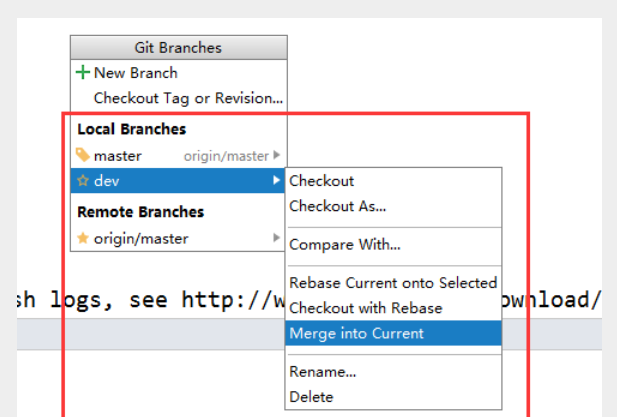 Git Branches
New Branch
Checkout Tag or Revision...
Local Branches
master origin/master
dev
Remote Branches
origin/master
Checkout
Checkout As...
Compare With...
Rebase Current onto Selected
Checkout with Rebase
Merge into Current
Rename...
Delete
sh logs, see http://w ownload/